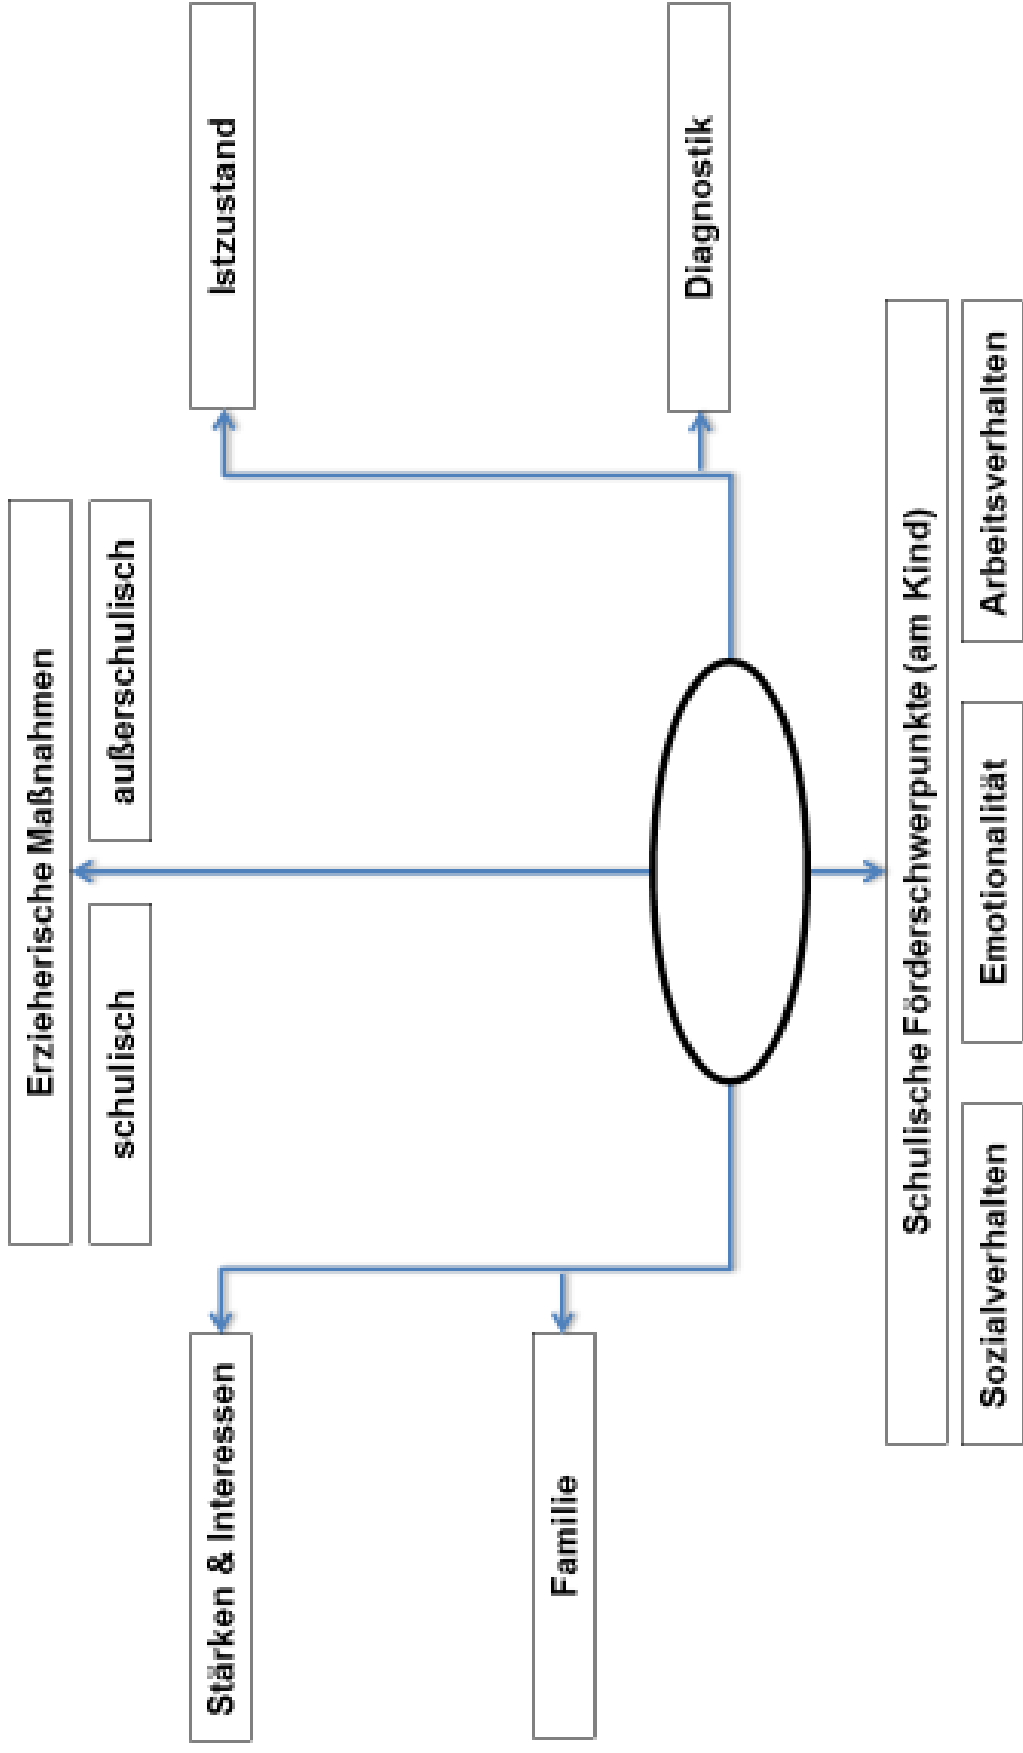 Erzieherische Maßnahmen
schulisch
außerschulisch
Stärken & Interessen
Istzustand
Familie
Diagnostik
Schulische Förderschwerpunkte (am Kind)
Sozialverhalten
Emotionalität
Arbeitsverhalten